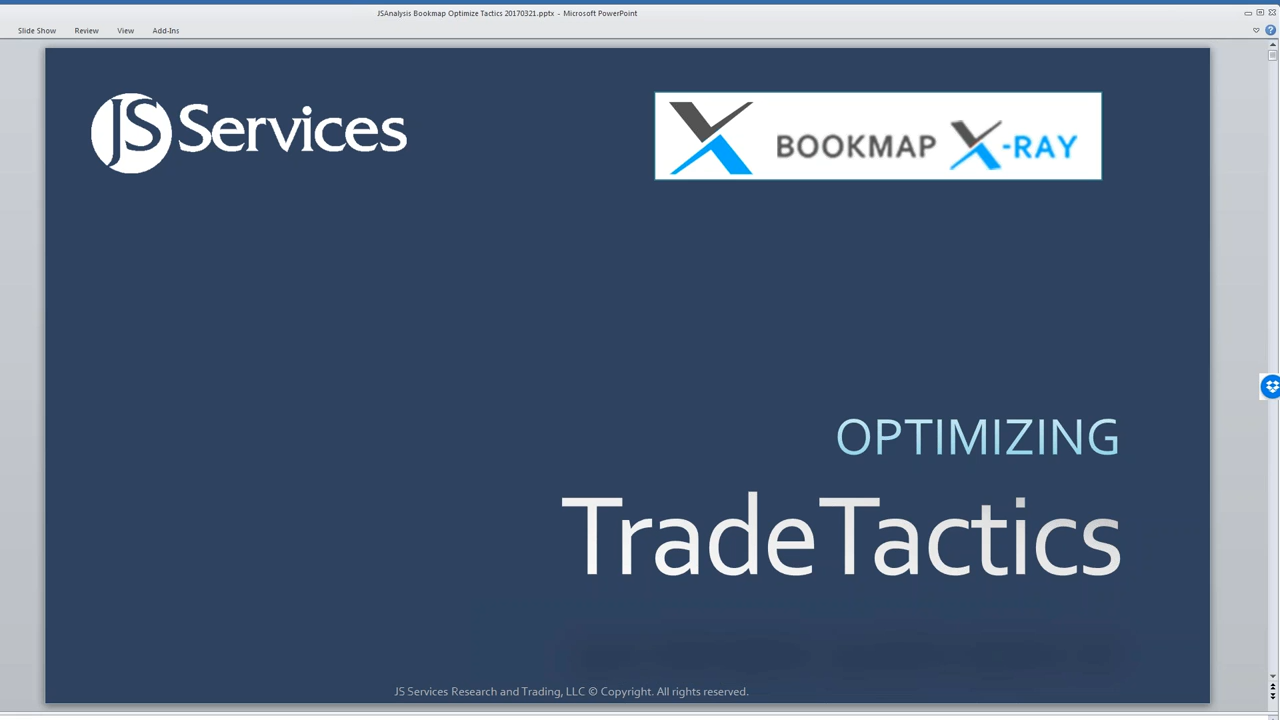 JSAnalysis Bookmap Optimize Tactics 20170321.pptx - Microsoft PowerPoint
Slide Show Review View Add-Ins
JS Services
BOOKMAP X-RAY
OPTIMIZING
TradeTactics
JS Services Research and Trading, LLC © Copyright. All rights reserved.